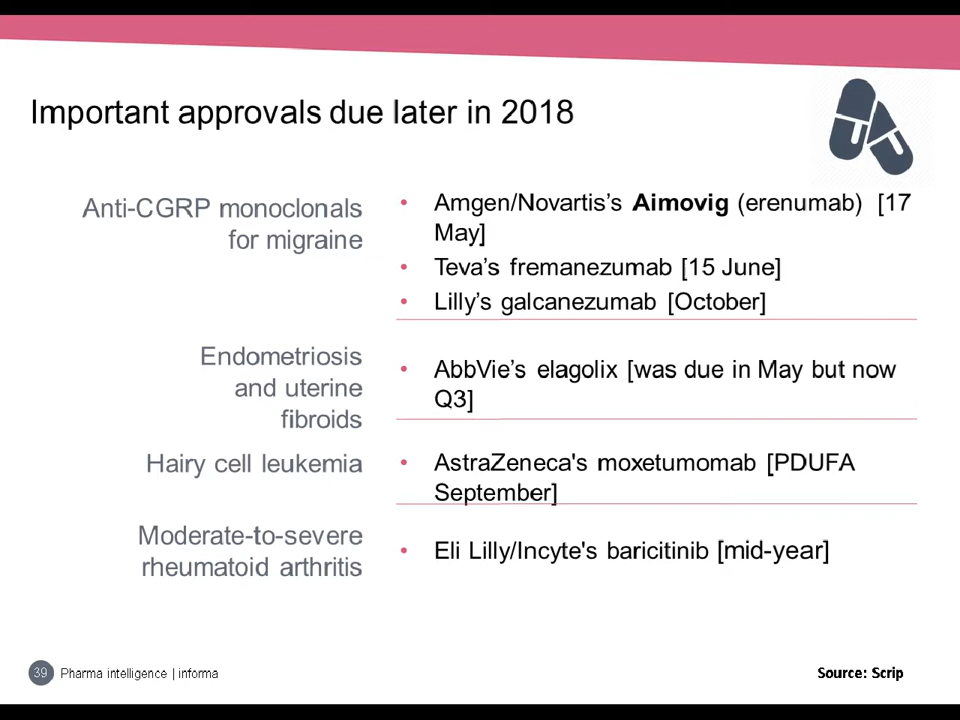 Important approvals due later in 2018
Anti-CGRP monoclonals
for migraine
• Amgen/Novartis’s Aimovig (erenumab) [17
May]
• Teva’s fremanezumab [15 June]
• Lilly’s galcanezumab [October]
Endometriosis
and uterine
fibroids
• AbbVie’s elagolix [was due in May but now
Q3]
Hairy cell leukemia
• AstraZeneca's moxetumomab [PDUFA
September]
Moderate-to-severe
rheumatoid arthritis
• Eli Lilly/Incyte's baricitinib [mid-year]
39 Pharma intelligence | informa
Source: Scrip